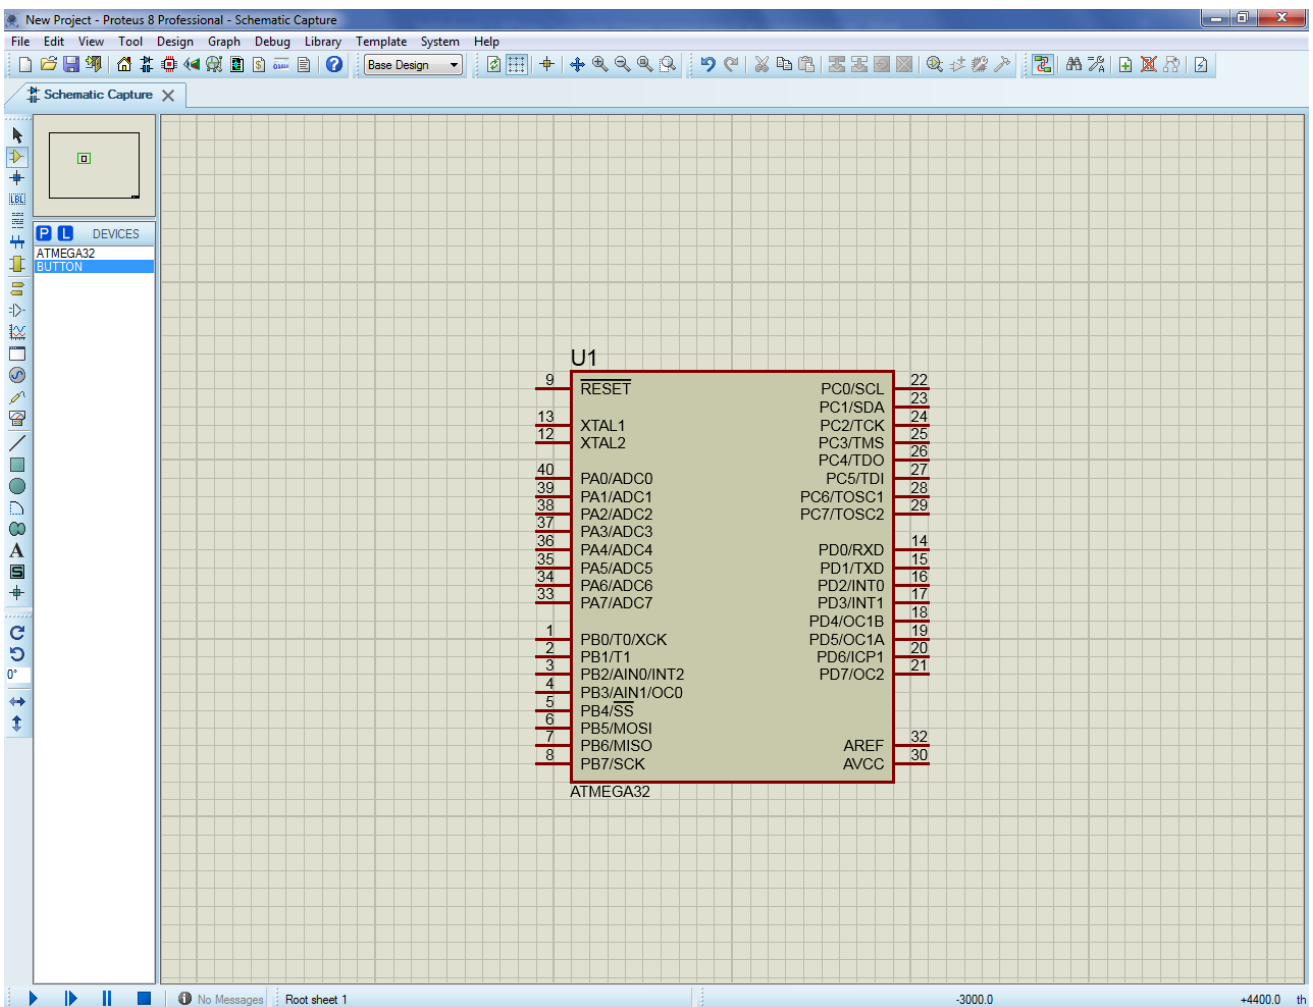 New Project - Proteus 8 Professional - Schematic Capture
File Edit View Tool Design Graph Debug Library Template System Help
Base Design
Schematic Capture
LBL
P L DEVICES
ATMEGA32
BUTTON
A
S
0°
U1
9 RESET
13 XTAL1
12 XTAL2
40 PA0/ADC0
39 PA1/ADC1
38 PA2/ADC2
37 PA3/ADC3
36 PA4/ADC4
35 PA5/ADC5
34 PA6/ADC6
33 PA7/ADC7
1 PB0/T0/XCK
2 PB1/T1
3 PB2/AIN0/INT2
4 PB3/AIN1/OC0
5 PB4/SS
6 PB5/MOSI
7 PB6/MISO
8 PB7/SCK
PC0/SCL 22
PC1/SDA 23
PC2/TCK 24
PC3/TMS 25
PC4/TDO 26
PC5/TDI 27
PC6/TOSC1 28
PC7/TOSC2 29
PD0/RXD 14
PD1/TXD 15
PD2/INT0 16
PD3/INT1 17
PD4/OC1B 18
PD5/OC1A 19
PD6/ICP1 20
PD7/OC2 21
AREF 32
AVCC 30
ATMEGA32
No Messages Root sheet 1 -3000.0 +4400.0 th